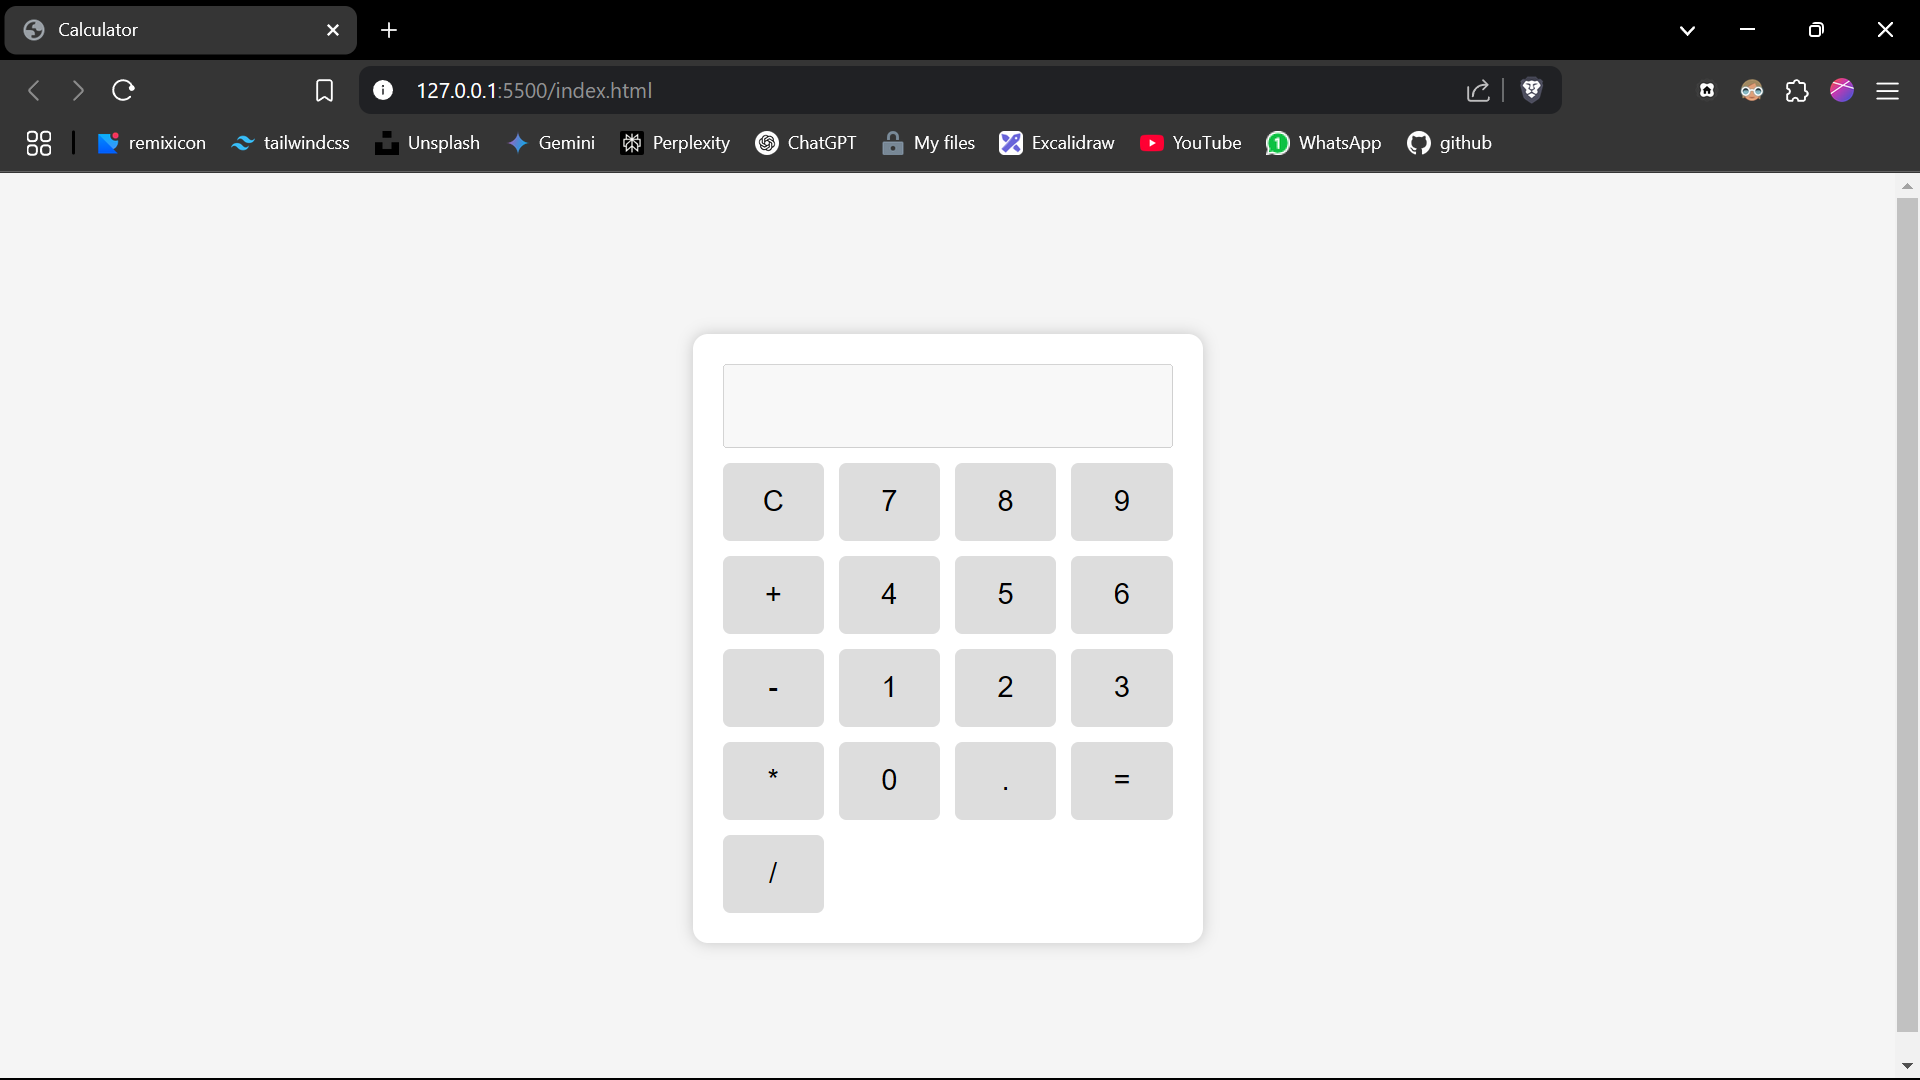 Calculator
127.0.0.1:5500/index.html
remixicon tailwindcss Unsplash Gemini Perplexity ChatGPT My files Excalidraw YouTube 1 WhatsApp github
C 7 8 9
+ 4 5 6
- 1 2 3
* 0 . =
/